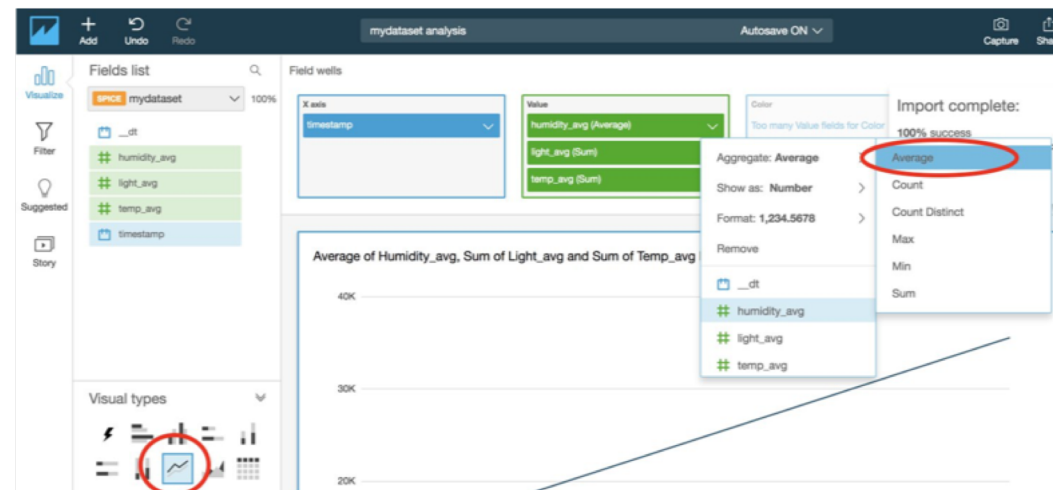 Add
Undo
Redo
mydataset analysis
Autosave ON
Capture
Visualize
Filter
Suggested
Story
Fields list
SPICE mydataset
100%
__dt
humidity_avg
light_avg
temp_avg
timestamp
Visual types
Field wells
X axis
timestamp
Value
humidity_avg (Average)
light_avg (Sum)
temp_avg (Sum)
Color
Too many Value fields for Color
Import complete:
100% success
Aggregate: Average
Show as: Number
Format: 1,234.5678
Remove
__dt
humidity_avg
light_avg
temp_avg
Average
Count
Count Distinct
Max
Min
Sum
Average of Humidity_avg, Sum of Light_avg and Sum of Temp_avg
40K
30K
20K